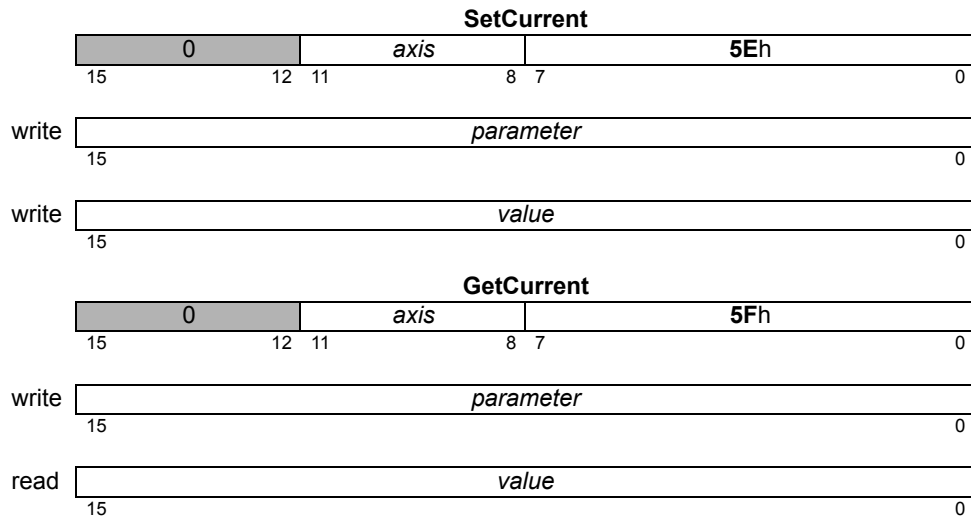 SetCurrent
0 axis 5Eh
15 12 11 8 7 0
write parameter
15 0
write value
15 0
GetCurrent
0 axis 5Fh
15 12 11 8 7 0
write parameter
15 0
read value
15 0